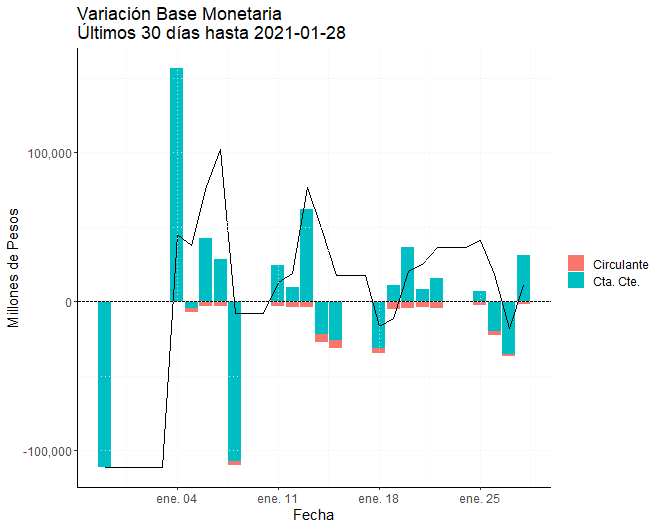 Variación Base Monetaria
Últimos 30 días hasta 2021-01-28
Millones de Pesos
100,000
0
-100,000
ene. 04
ene. 11
ene. 18
ene. 25
Fecha
Circulante
Cta. Cte.